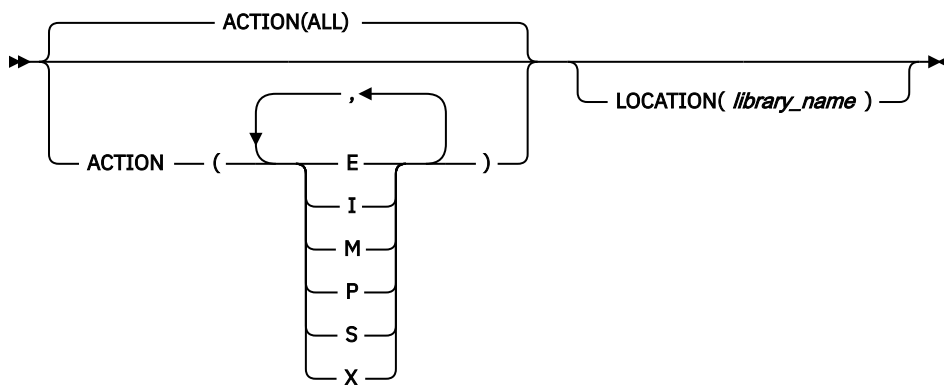 ACTION(ALL)
,
LOCATION( library_name )
ACTION ( E )
I
M
P
S
X